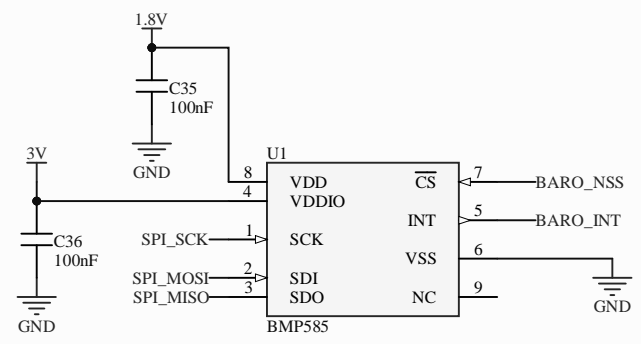 1.8V
C35
100nF
GND
3V
C36
100nF
GND
U1
8 VDD CS 7 BARO_NSS
4 VDDIO
SPI_SCK 1 SCK INT 5 BARO_INT
VSS 6
SPI_MOSI 2 SDI
SPI_MISO 3 SDO NC 9
GND
BMP585